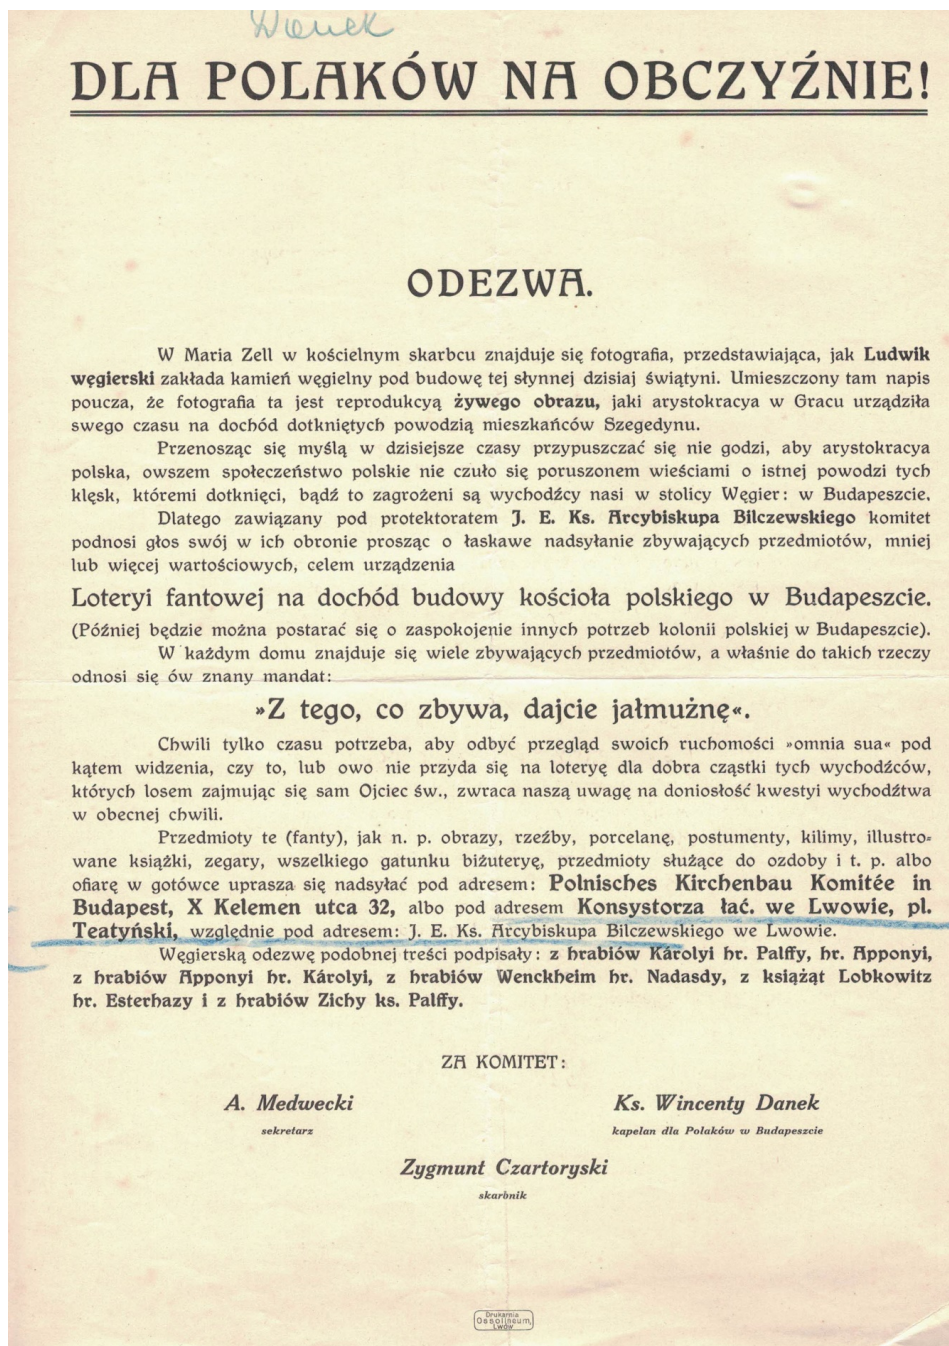 Danek
DLA POLAKÓW NA OBCZYŹNIE!
ODEZWA.
W Maria Zell w kościelnym skarbcu znajduje się fotografia, przedstawiająca, jak Ludwik
węgierski zakłada kamień węgielny pod budowę tej słynnej dzisiaj świątyni. Umieszczony tam napis
poucza, że fotografia ta jest reprodukcyą żywego obrazu, jaki arystokracya w Gracu urządziła
swego czasu na dochód dotkniętych powodzią mieszkańców Szegedynu.
Przenosząc się myślą w dzisiejsze czasy przypuszczać się nie godzi, aby arystokracya
polska, owszem społeczeństwo polskie nie czuło się poruszonem wieściami o istnej powodzi tych
klęsk, któremi dotknięci, bądź to zagrożeni są wychodźcy nasi w stolicy Węgier: w Budapeszcie.
Dlatego zawiązany pod protektoratem J. E. Ks. Arcybiskupa Bilczewskiego komitet
podnosi głos swój w ich obronie prosząc o łaskawe nadsyłanie zbywających przedmiotów, mniej
lub więcej wartościowych, celem urządzenia
Loteryi fantowej na dochód budowy kościoła polskiego w Budapeszcie.
(Później będzie można postarać się o zaspokojenie innych potrzeb kolonii polskiej w Budapeszcie).
W każdym domu znajduje się wiele zbywających przedmiotów, a właśnie do takich rzeczy
odnosi się ów znany mandat:
»Z tego, co zbywa, dajcie jałmużnę«.
Chwili tylko czasu potrzeba, aby odbyć przegląd swoich ruchomości »omnia sua« pod
kątem widzenia, czy to, lub owo nie przyda się na loteryę dla dobra cząstki tych wychodźców,
których losem zajmując się sam Ojciec św., zwraca naszą uwagę na doniosłość kwestyi wychodźtwa
w obecnej chwili.
Przedmioty te (fanty), jak n. p. obrazy, rzeźby, porcelanę, postumenty, kilimy, illustro-
wane książki, zegary, wszelkiego gatunku biżuteryę, przedmioty służące do ozdoby i t. p. albo
ofiarę w gotówce uprasza się nadsyłać pod adresem: Polnisches Kirchenbau Komitée in
Budapest, X Kelemen utca 32, albo pod adresem Konsystorza łać. we Lwowie, pl.
Teatyński, względnie pod adresem: J. E. Ks. Arcybiskupa Bilczewskiego we Lwowie.
Węgierską odezwę podobnej treści podpisały: z hrabiów Károlyi hr. Palffy, hr. Apponyi,
z hrabiów Apponyi hr. Károlyi, z hrabiów Wenckheim hr. Nadasdy, z książąt Lobkowitz
hr. Esterhazy i z hrabiów Zichy ks. Palffy.
ZA KOMITET:
A. Medwecki
sekretarz
Ks. Wincenty Danek
kapelan dla Polaków w Budapeszcie
Zygmunt Czartoryski
skarbnik
Drukarnia
Ossolineum,
Lwów